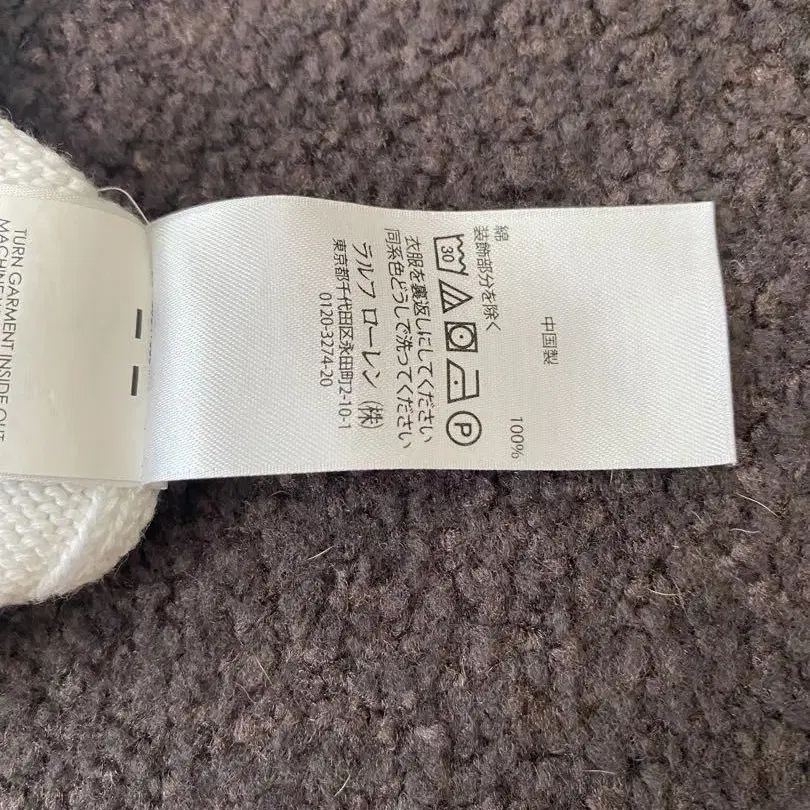 中国製
綿 100%
装飾部分を除く
30 P
衣服を裏返しにしてください
同系色どうしで洗ってください
ラルフ ローレン (株)
東京都千代田区永田町2-10-1
0120-3274-20
TURN GARMENT INSIDE OUT